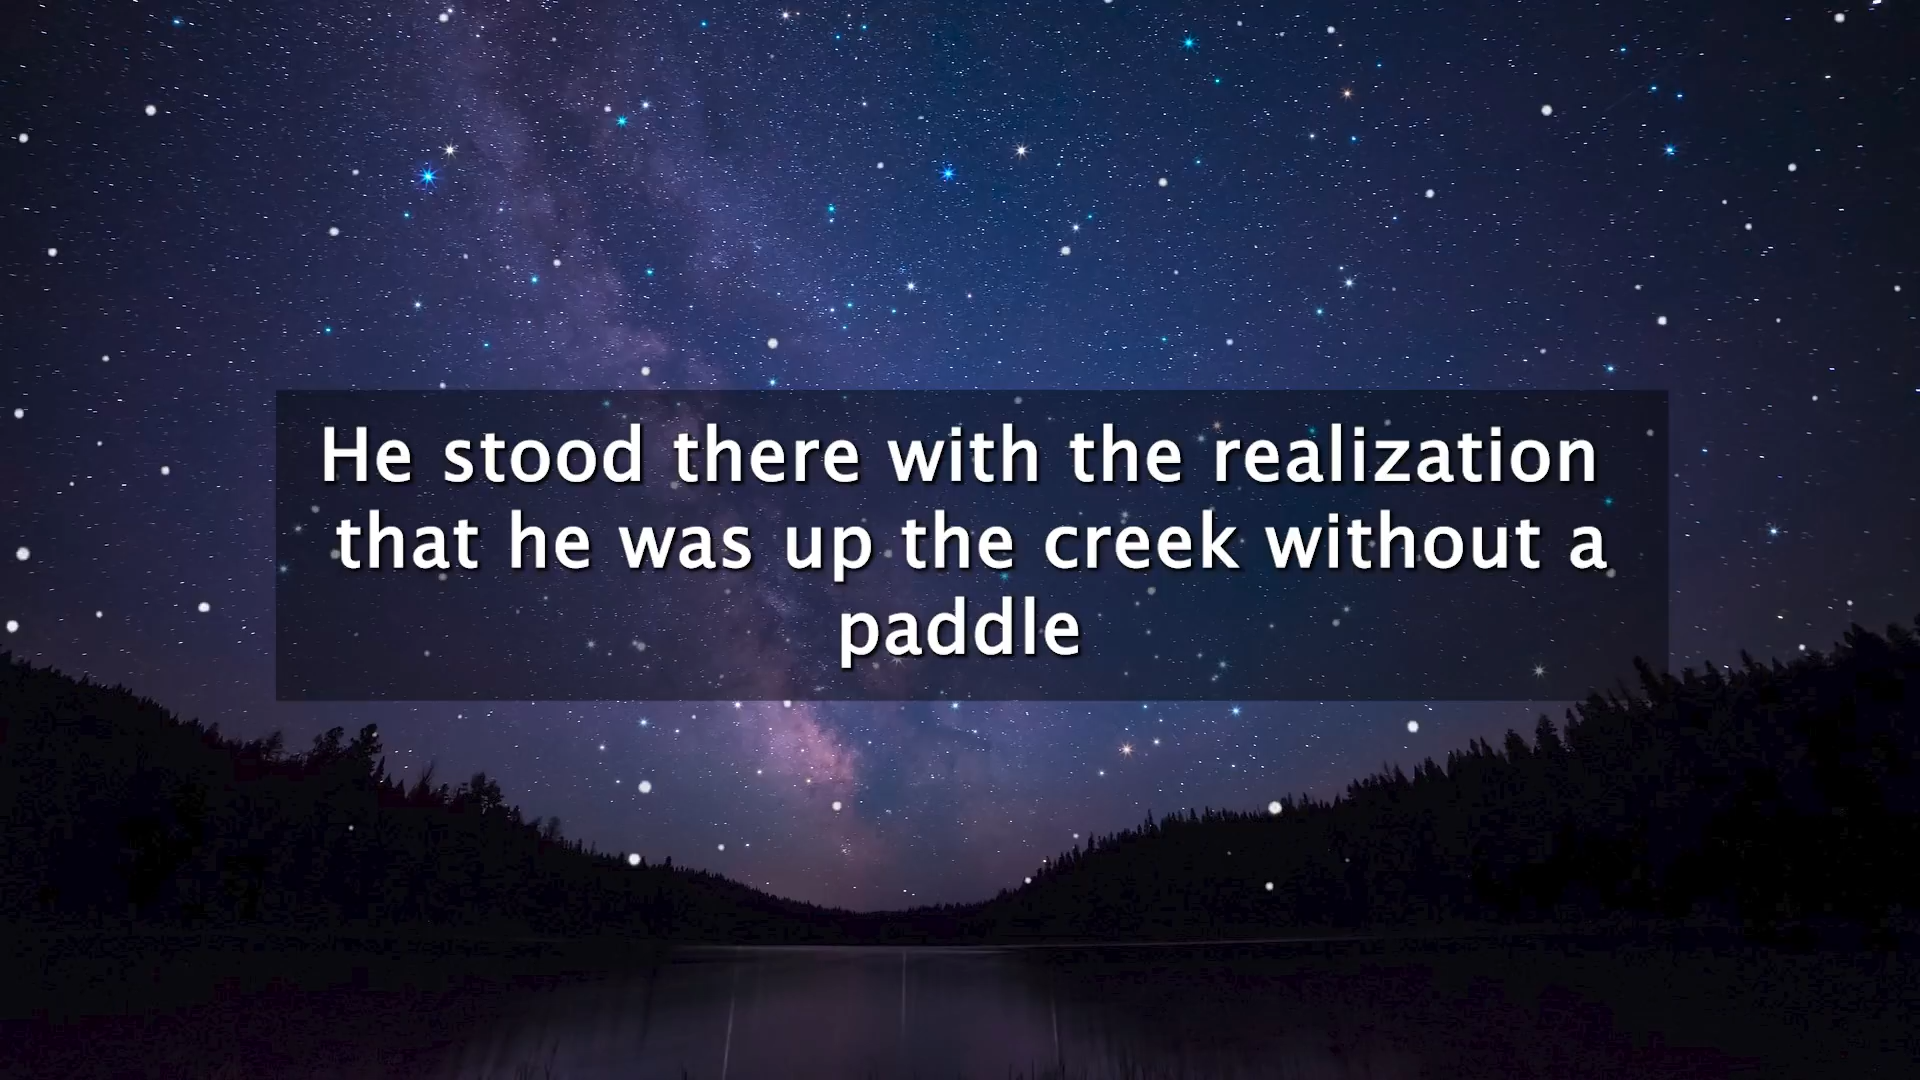 He stood there with the realization
that he was up the creek without a
paddle